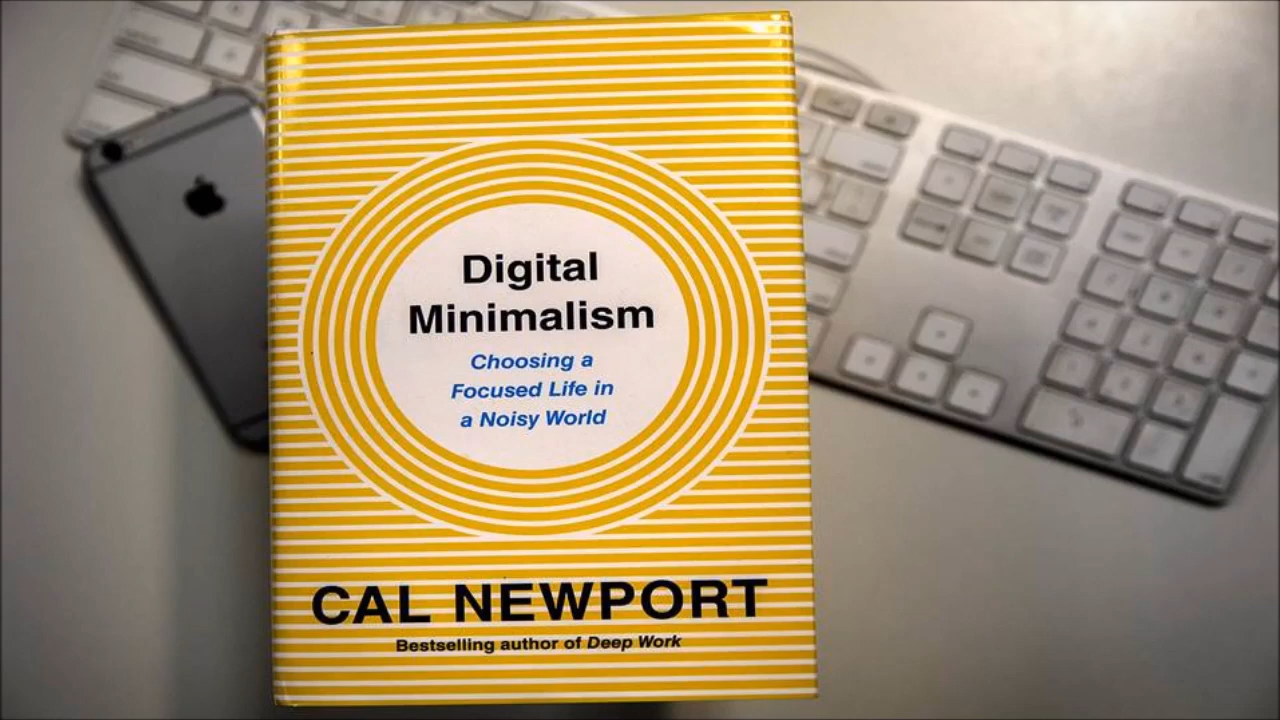 Digital
Minimalism
Choosing a
Focused Life in
a Noisy World
CAL NEWPORT
Bestselling author of Deep Work